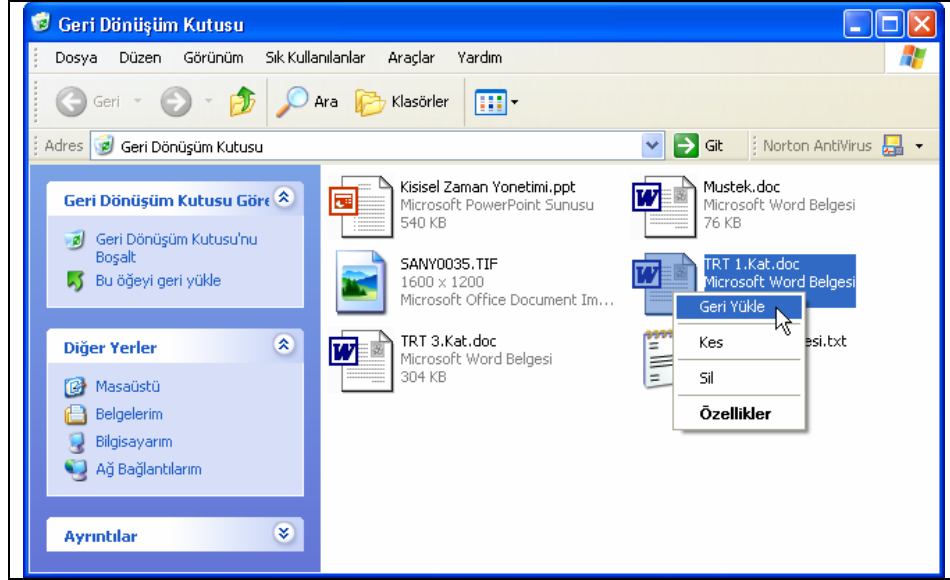 Geri Dönüşüm Kutusu
Dosya Düzen Görünüm Sık Kullanılanlar Araçlar Yardım
Geri Ara Klasörler
Adres Geri Dönüşüm Kutusu Git Norton AntiVirus
Geri Dönüşüm Kutusu Göre
Geri Dönüşüm Kutusu'nu
Boşalt
Bu öğeyi geri yükle
Diğer Yerler
Masaüstü
Belgelerim
Bilgisayarım
Ağ Bağlantılarım
Ayrıntılar
Kisisel Zaman Yonetimi.ppt
Microsoft PowerPoint Sunusu
540 KB
Mustek.doc
Microsoft Word Belgesi
76 KB
SANY0035.TIF
1600 x 1200
Microsoft Office Document Im...
TRT 1.Kat.doc
Microsoft Word Belgesi
TRT 3.Kat.doc
Microsoft Word Belgesi
304 KB
esi.txt
Geri Yükle
Kes
Sil
Özellikler